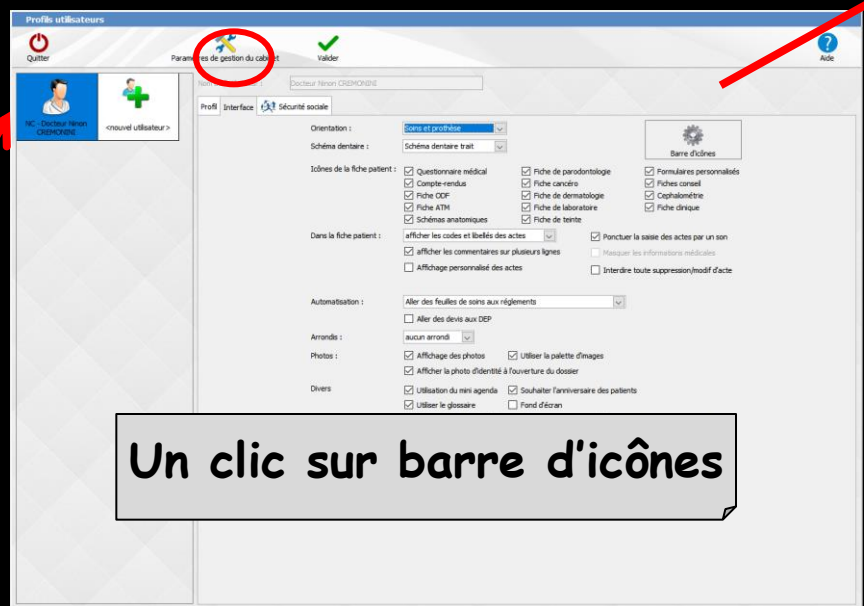 Profils utilisateurs
Quitter
Paramètres de gestion du cabinet
Valider
Aide
NC - Docteur Ninon CREMONINI
<nouvel utilisateur>
Docteur Ninon CREMONINI
Profil Interface Sécurité sociale
Orientation : Soins et prothèse
Schéma dentaire : Schéma dentaire trait
Barre d'icônes
Icônes de la fiche patient : Questionnaire médical Fiche de parodontologie Formulaires personnalisés
Compte-rendus Fiche cancéro Fiches conseil
Fiche ODF Fiche de dermatologie Cephalométrie
Fiche ATM Fiche de laboratoire Fiche clinique
Schémas anatomiques Fiche de teinte
Dans la fiche patient : afficher les codes et libellés des actes Ponctuer la saisie des actes par un son
afficher les commentaires sur plusieurs lignes Masquer les informations médicales
Affichage personnalisé des actes Interdire toute suppression/modif d'acte
Automatisation : Aller des feuilles de soins aux réglements
Aller des devis aux DEP
Arrondis : aucun arrondi
Photos : Affichage des photos Utiliser la palette d'images
Afficher la photo d'identité à l'ouverture du dossier
Divers Utilisation du mini agenda Souhaiter l'anniversaire des patients
Utiliser le glossaire Fond d'écran
Un clic sur barre d'icônes